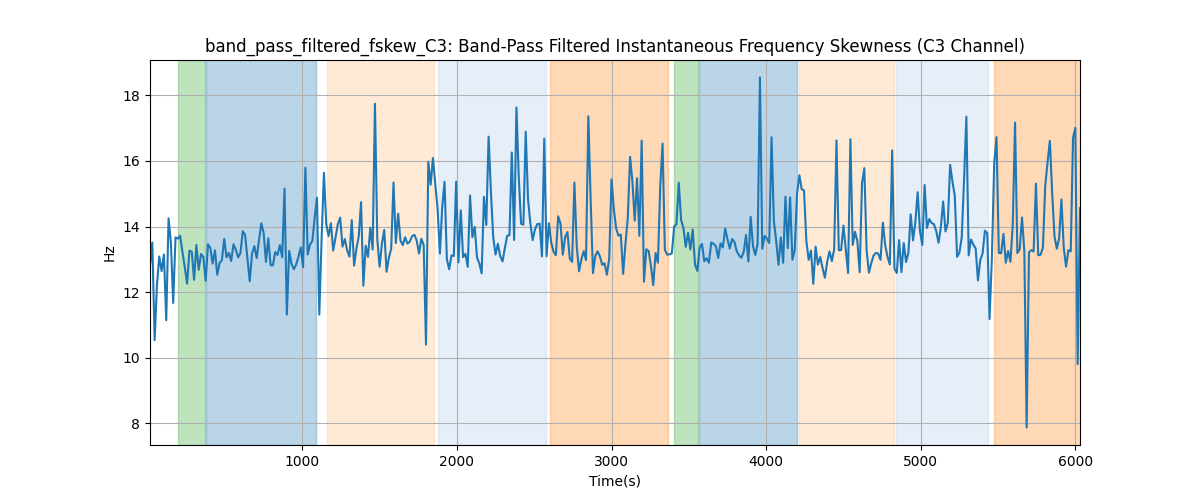 band_pass_filtered_fskew_C3: Band-Pass Filtered Instantaneous Frequency Skewness (C3 Channel)
18
16
14
12
10
8
Hz
1000 2000 3000 4000 5000 6000
Time(s)